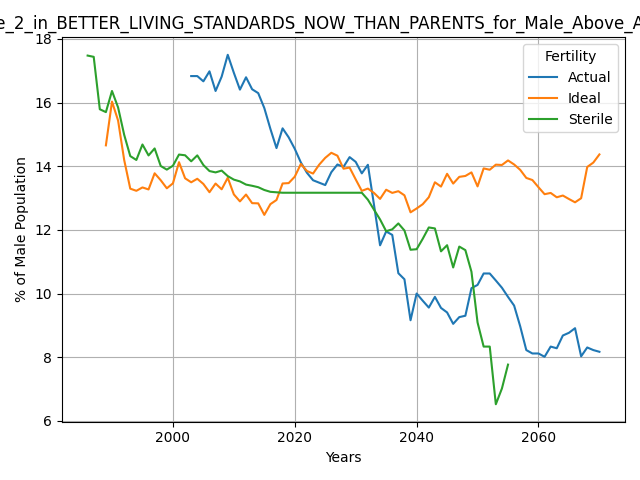 e_2_in_BETTER_LIVING_STANDARDS_NOW_THAN_PARENTS_for_Male_Above_A
Fertility
Actual
Ideal
Sterile
% of Male Population
18
16
14
12
10
8
6
2000 2020 2040 2060
Years